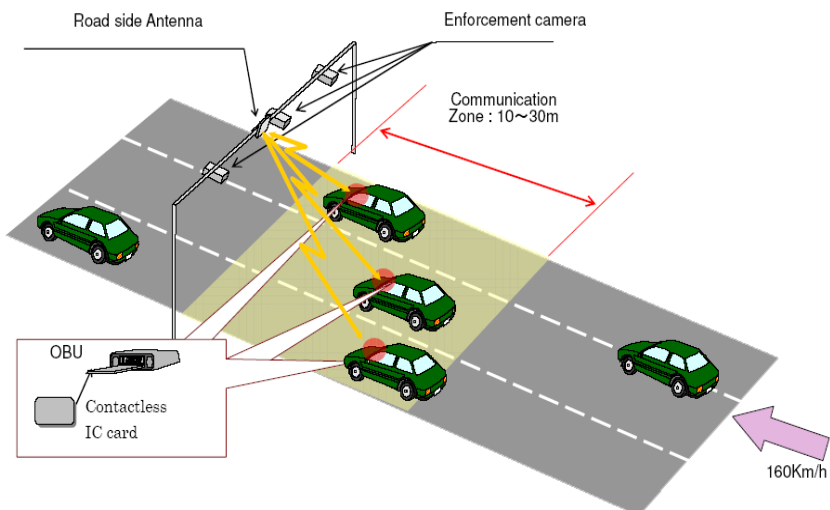 Road side Antenna
Enforcement camera
Communication
Zone : 10～30m
OBU
Contactless
IC card
160Km/h